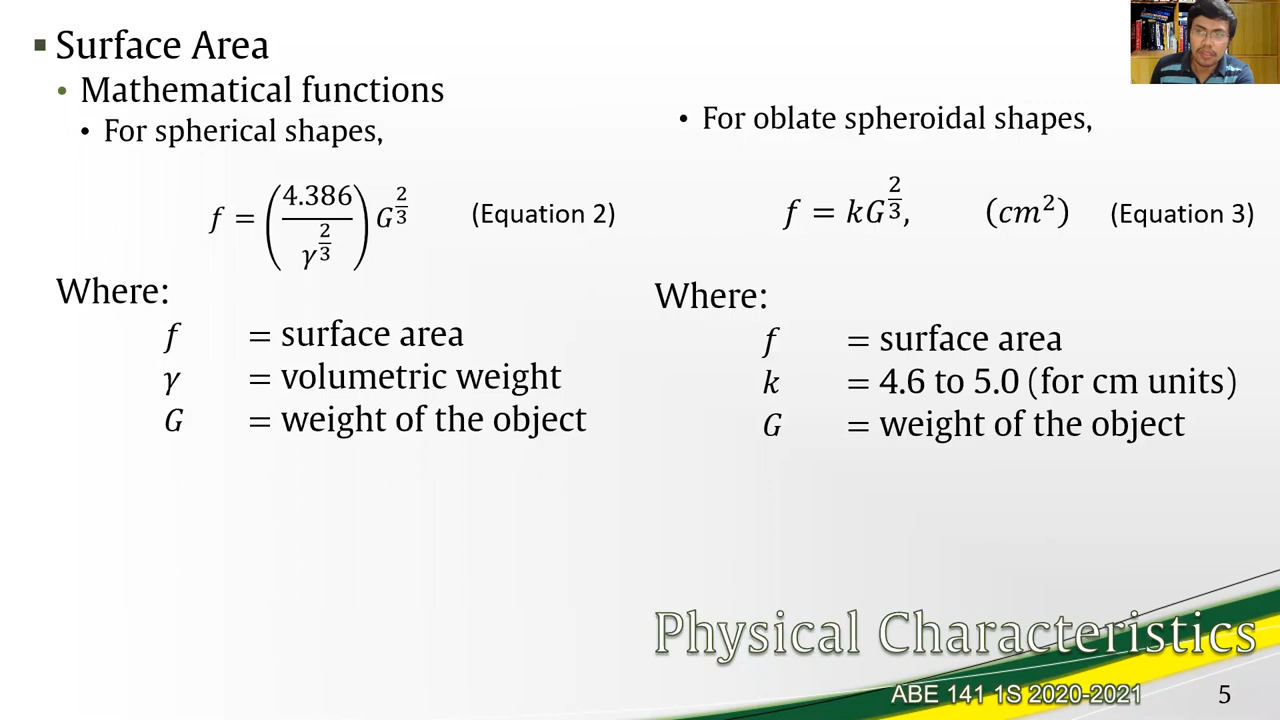 Surface Area
Mathematical functions
For spherical shapes,
f = (4.386 / γ^(2/3)) G^(2/3) (Equation 2)
Where:
f = surface area
γ = volumetric weight
G = weight of the object
For oblate spheroidal shapes,
f = kG^(2/3), (cm²) (Equation 3)
Where:
f = surface area
k = 4.6 to 5.0 (for cm units)
G = weight of the object
Physical Characteristics
ABE 141 1S 2020-2021
5